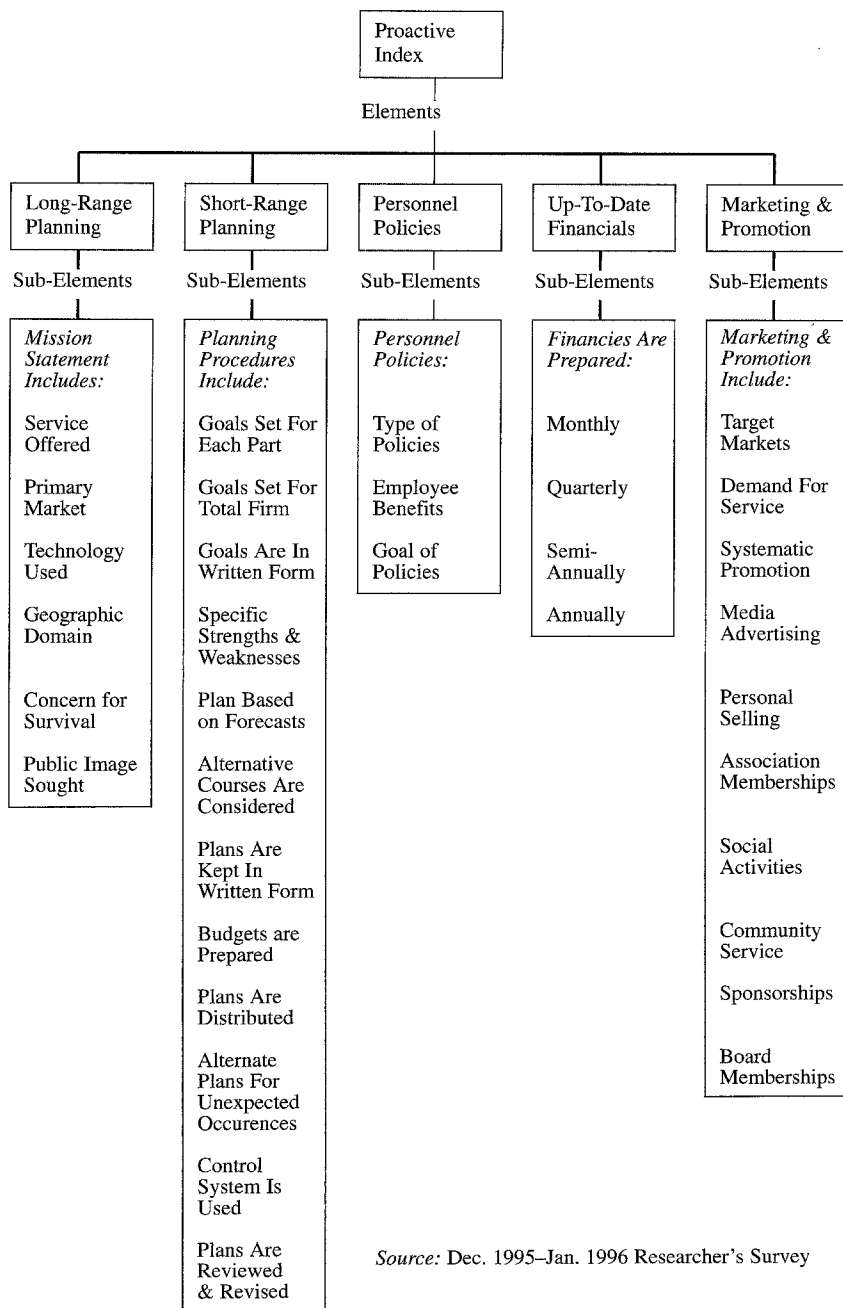 Proactive
Index
Elements
Long-Range
Planning
Short-Range
Planning
Personnel
Policies
Up-To-Date
Financials
Marketing &
Promotion
Sub-Elements
Sub-Elements
Sub-Elements
Sub-Elements
Sub-Elements
Mission
Statement
Includes:
Service
Offered
Primary
Market
Technology
Used
Geographic
Domain
Concern for
Survival
Public Image
Sought
Planning
Procedures
Include:
Goals Set For
Each Part
Goals Set For
Total Firm
Goals Are In
Written Form
Specific
Strengths &
Weaknesses
Plan Based
on Forecasts
Alternative
Courses Are
Considered
Plans Are
Kept In
Written Form
Budgets are
Prepared
Plans Are
Distributed
Alternate
Plans For
Unexpected
Occurences
Control
System Is
Used
Plans Are
Reviewed
& Revised
Personnel
Policies:
Type of
Policies
Employee
Benefits
Goal of
Policies
Financies Are
Prepared:
Monthly
Quarterly
Semi-
Annually
Annually
Marketing &
Promotion
Include:
Target
Markets
Demand For
Service
Systematic
Promotion
Media
Advertising
Personal
Selling
Association
Memberships
Social
Activities
Community
Service
Sponsorships
Board
Memberships
Source: Dec. 1995–Jan. 1996 Researcher's Survey